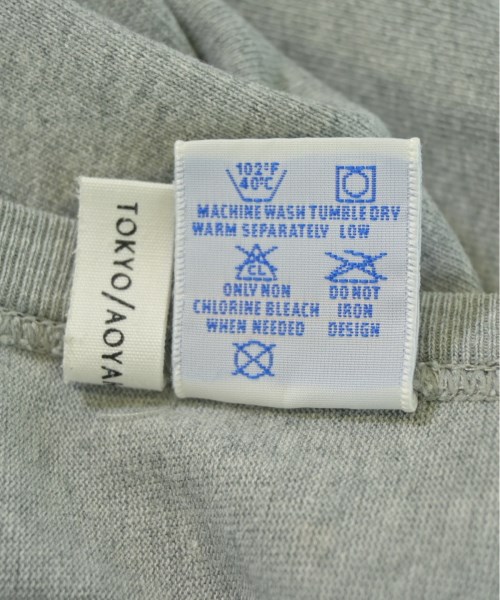 TOKYO/AOYA
102°F
40°C
MACHINE WASH TUMBLE DRY
WARM SEPARATELY LOW
CL
ONLY NON DO NOT
CHLORINE BLEACH IRON
WHEN NEEDED DESIGN